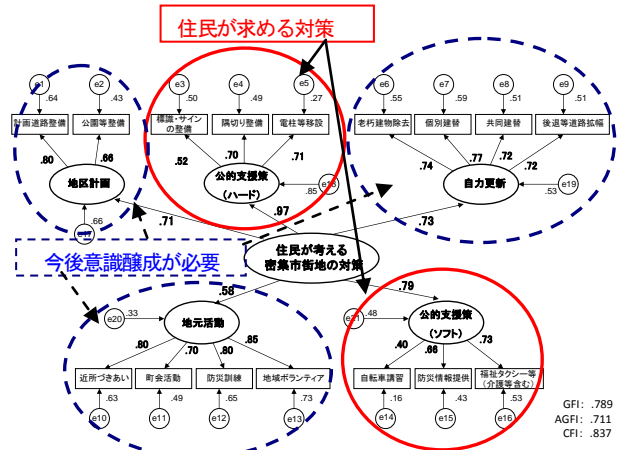 住民が求める対策
e1
e2
e3
e4
e5
e6
e7
e8
e9
.64
.43
.50
.49
.27
.55
.59
.51
.51
計画道路整備
公園等整備
標識・サイン
の整備
隅切り整備
電柱等移設
老朽建物除去
個別建替
共同建替
後退等道路拡幅
.80
.66
.52
.70
.71
.74
.77
.72
.72
地区計画
公的支援策
(ハード)
.85
自力更新
.53
e19
.66
.71
.97
.73
今後意識醸成が必要
住民が考える
密集市街地の対策
.58
.79
e20
.33
地元活動
.48
公的支援策
(ソフト)
.60
.70
.80
.85
.40
.66
.73
近所づきあい
町会活動
防災訓練
地域ボランティア
自転車講習
防災情報提供
福祉タクシー等
(介護等含む)
.63
.49
.65
.73
.16
.43
.53
e10
e11
e12
e13
e14
e15
e16
GFI: .789
AGFI: .711
CFI: .837